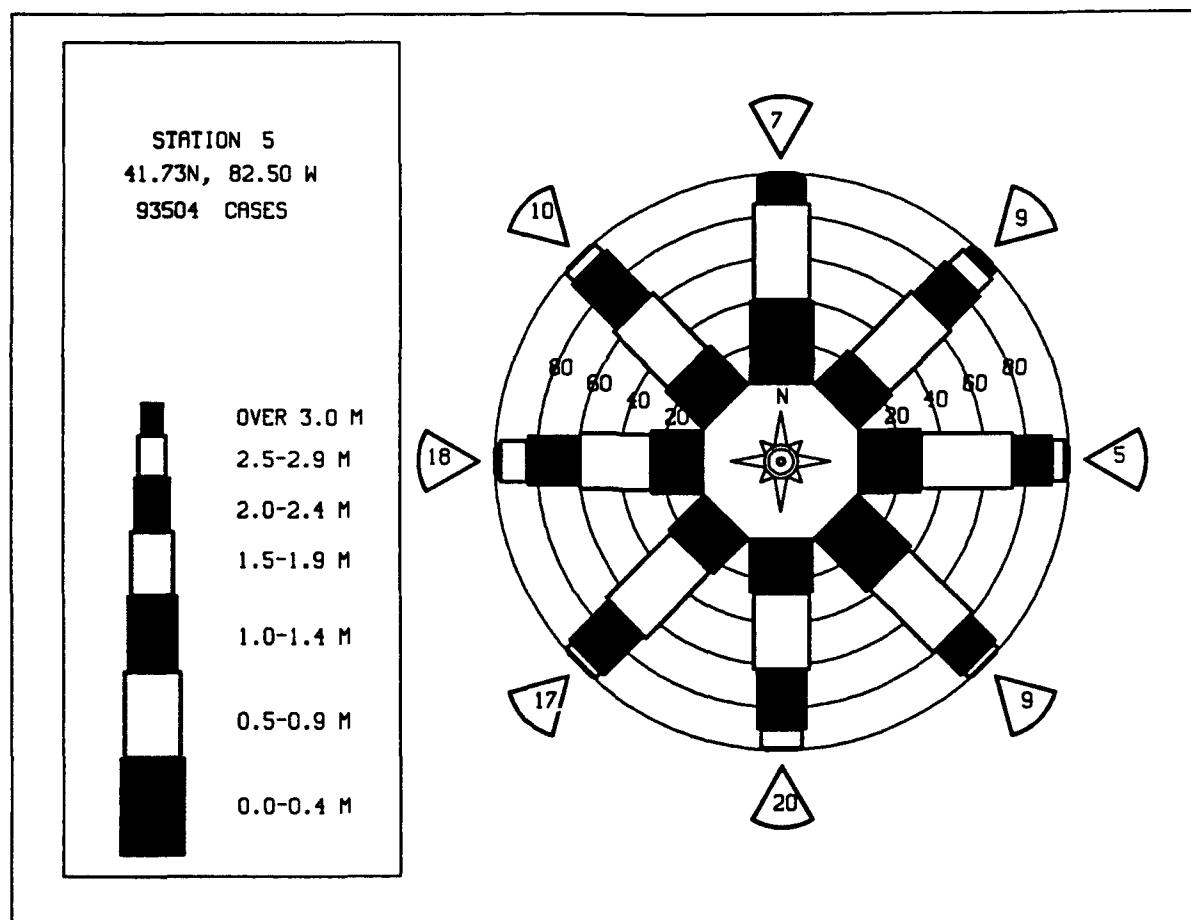 STATION 5
41.73N, 82.50 W
93504 CASES
OVER 3.0 M
2.5-2.9 M
2.0-2.4 M
1.5-1.9 M
1.0-1.4 M
0.5-0.9 M
0.0-0.4 M
7
10
9
80
60
40
20
20
40
60
80
N
18
5
17
9
20